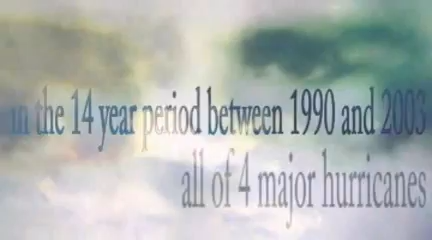 in the 14 year period between 1990 and 2003
all of 4 major hurricanes